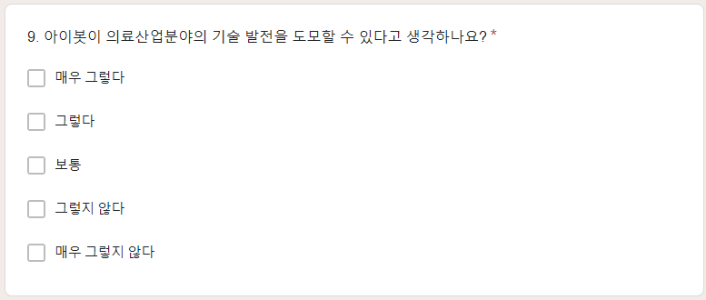 9. 아이봇이 의료산업분야의 기술 발전을 도모할 수 있다고 생각하나요? *
매우 그렇다
그렇다
보통
그렇지 않다
매우 그렇지 않다